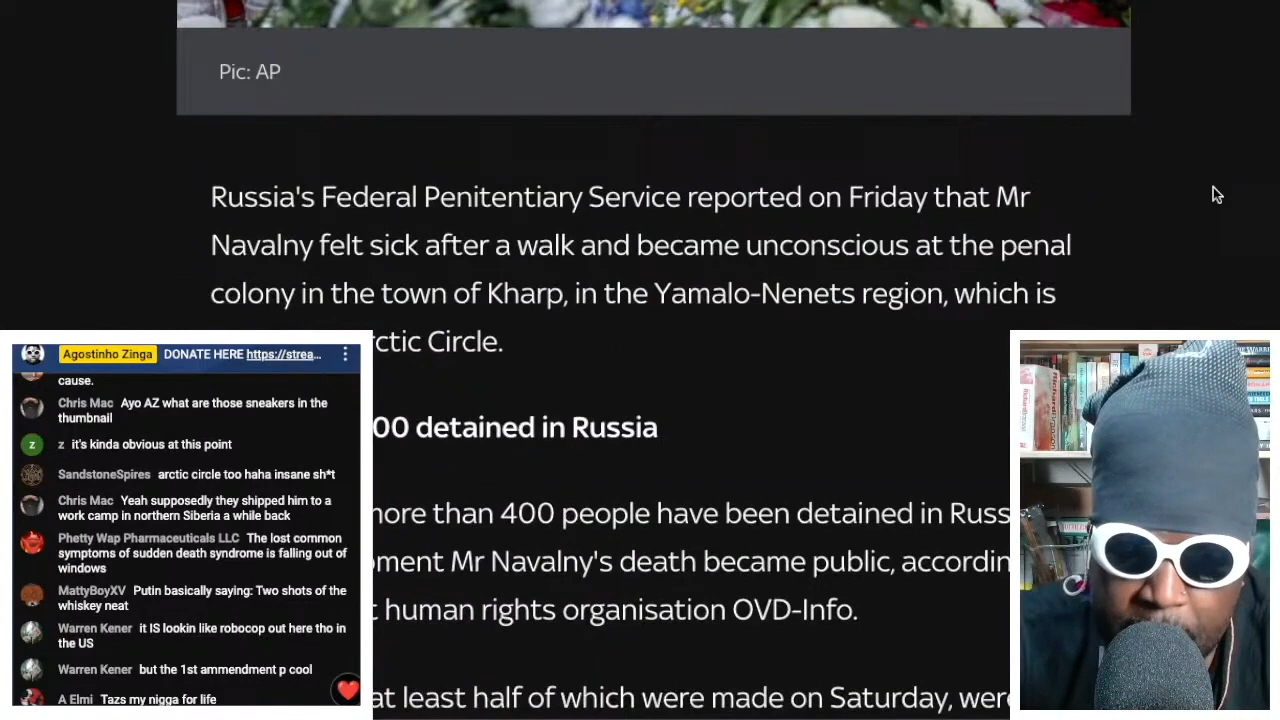 Pic: AP
Russia's Federal Penitentiary Service reported on Friday that Mr
Navalny felt sick after a walk and became unconscious at the penal
colony in the town of Kharp, in the Yamalo-Nenets region, which is
rctic Circle.
00 detained in Russia
more than 400 people have been detained in Russ
oment Mr Navalny's death became public, accordin
t human rights organisation OVD-Info.
at least half of which were made on Saturday, were
Agostinho Zinga DONATE HERE https://strea...
cause.
Chris Mac Ayo AZ what are those sneakers in the
thumbnail
z z it's kinda obvious at this point
SandstoneSpires arctic circle too haha insane sh*t
Chris Mac Yeah supposedly they shipped him to a
work camp in northern Siberia a while back
Phetty Wap Pharmaceuticals LLC The lost common
symptoms of sudden death syndrome is falling out of
windows
MattyBoyXV Putin basically saying: Two shots of the
whiskey neat
Warren Kener it IS lookin like robocop out here tho in
the US
Warren Kener but the 1st ammendment p cool
A Elmi Tazs my nigga for life